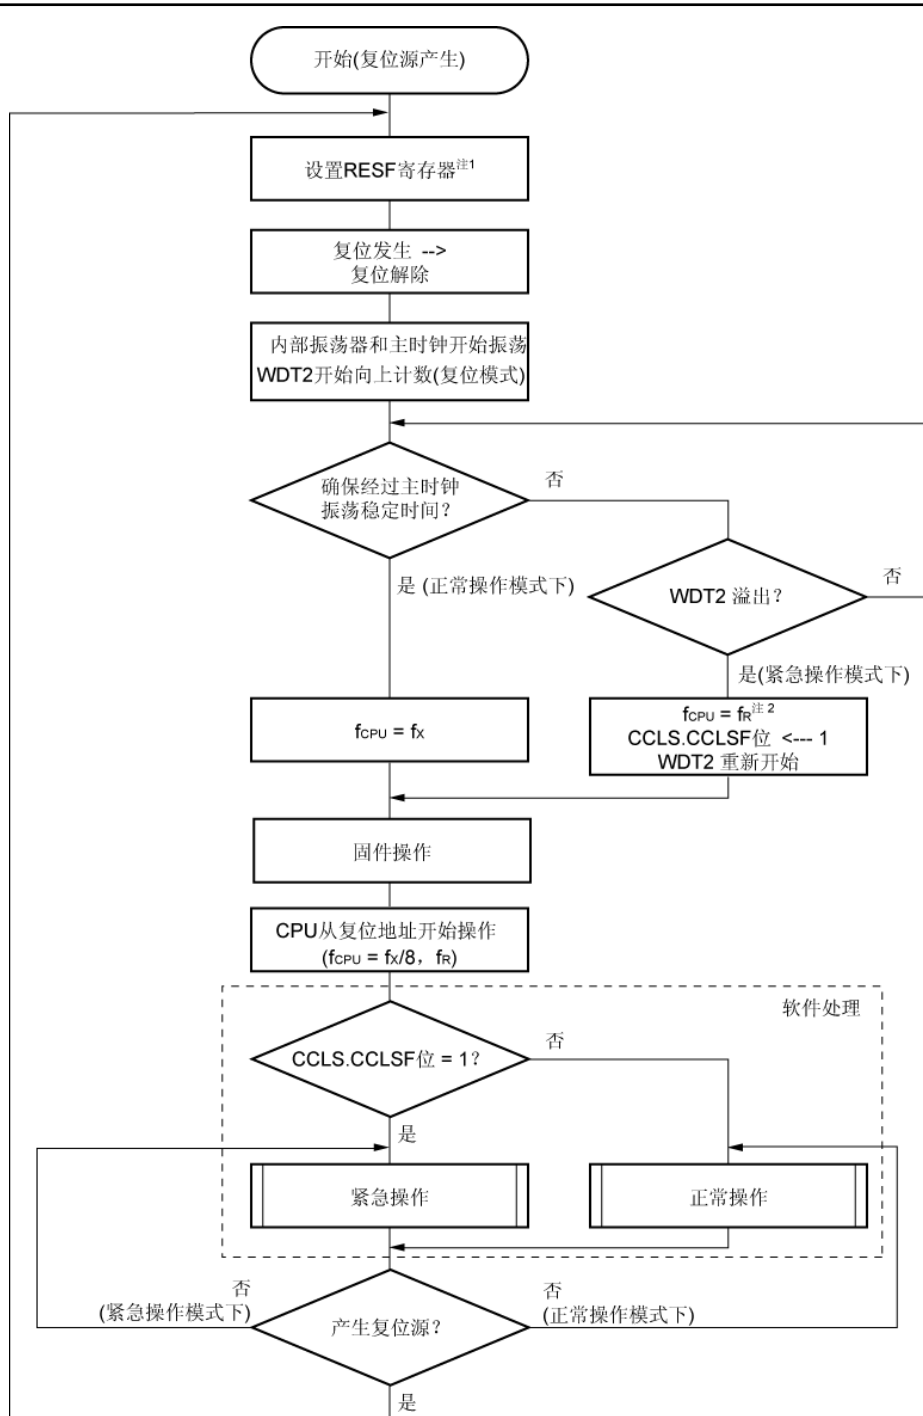 开始(复位源产生)
设置RESF寄存器注1
复位发生 -->
复位解除
内部振荡器和主时钟开始振荡
WDT2开始向上计数(复位模式)
确保经过主时钟
振荡稳定时间？
否
是 (正常操作模式下)
WDT2 溢出？
否
是(紧急操作模式下)
fCPU = fX
fCPU = fR注 2
CCLS.CCLSF位 <--- 1
WDT2 重新开始
固件操作
CPU从复位地址开始操作
(fCPU = fX/8，fR)
软件处理
CCLS.CCLSF位 = 1？
否
是
紧急操作
正常操作
否
(紧急操作模式下)
产生复位源？
否
(正常操作模式下)
是